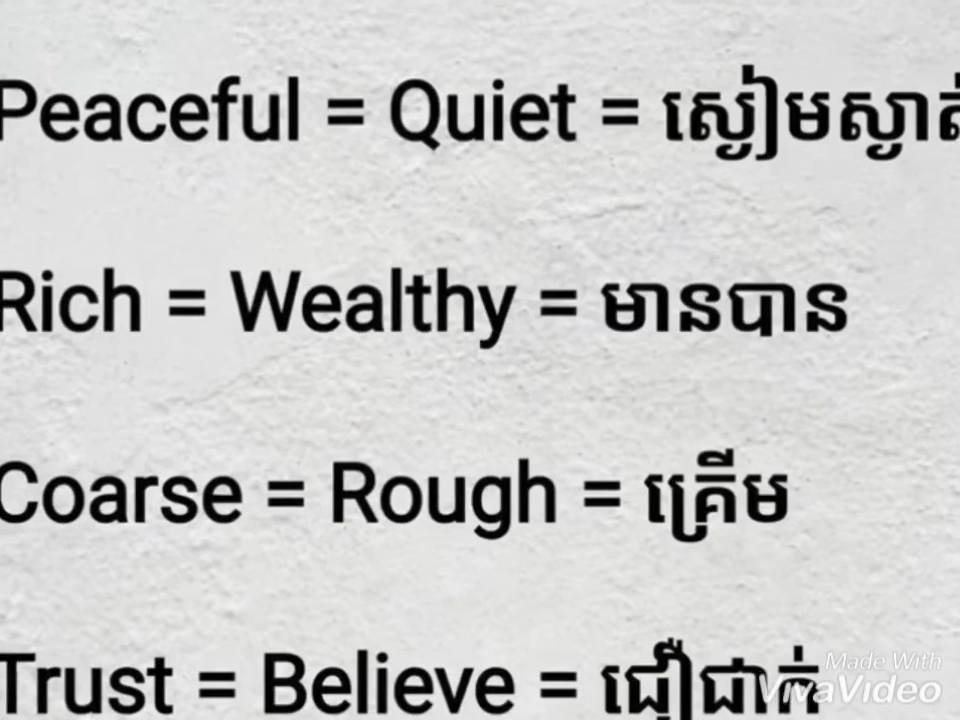 Peaceful = Quiet = ស្ងៀមស្ងាត់
Rich = Wealthy = មានបាន
Coarse = Rough = គ្រើម
Trust = Believe = ជឿជាក់
Made With
VivaVideo